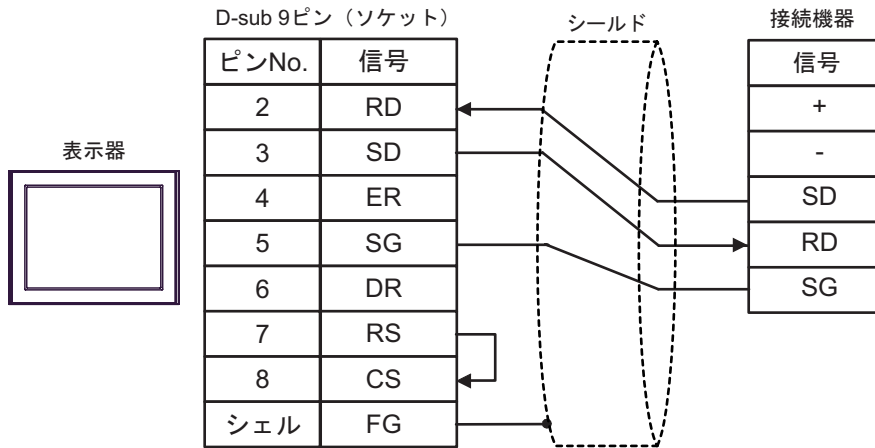 D-sub 9ピン（ソケット）
シールド
接続機器
表示器
ピンNo. 信号
2 RD
3 SD
4 ER
5 SG
6 DR
7 RS
8 CS
シェル FG
信号
+
-
SD
RD
SG